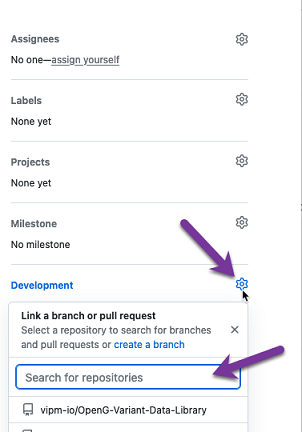 Assignees
No one—assign yourself
Labels
None yet
Projects
None yet
Milestone
No milestone
Development
Link a branch or pull request
Select a repository to search for branches
and pull requests or create a branch
Search for repositories
vipm-io/OpenG-Variant-Data-Library